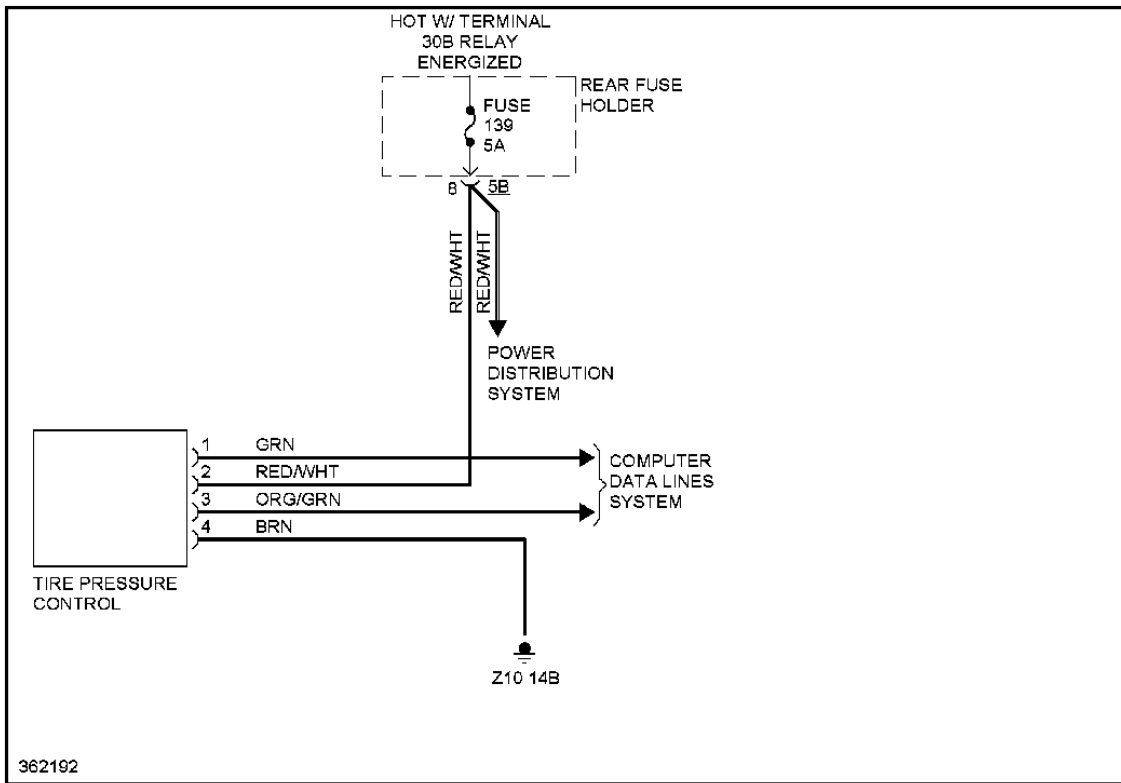 HOT W/ TERMINAL
30B RELAY
ENERGIZED
REAR FUSE
HOLDER
FUSE
139
5A
8
5B
RED/WHT
RED/WHT
POWER
DISTRIBUTION
SYSTEM
1 GRN
2 RED/WHT
3 ORG/GRN
4 BRN
COMPUTER
DATA LINES
SYSTEM
TIRE PRESSURE
CONTROL
Z10 14B
362192